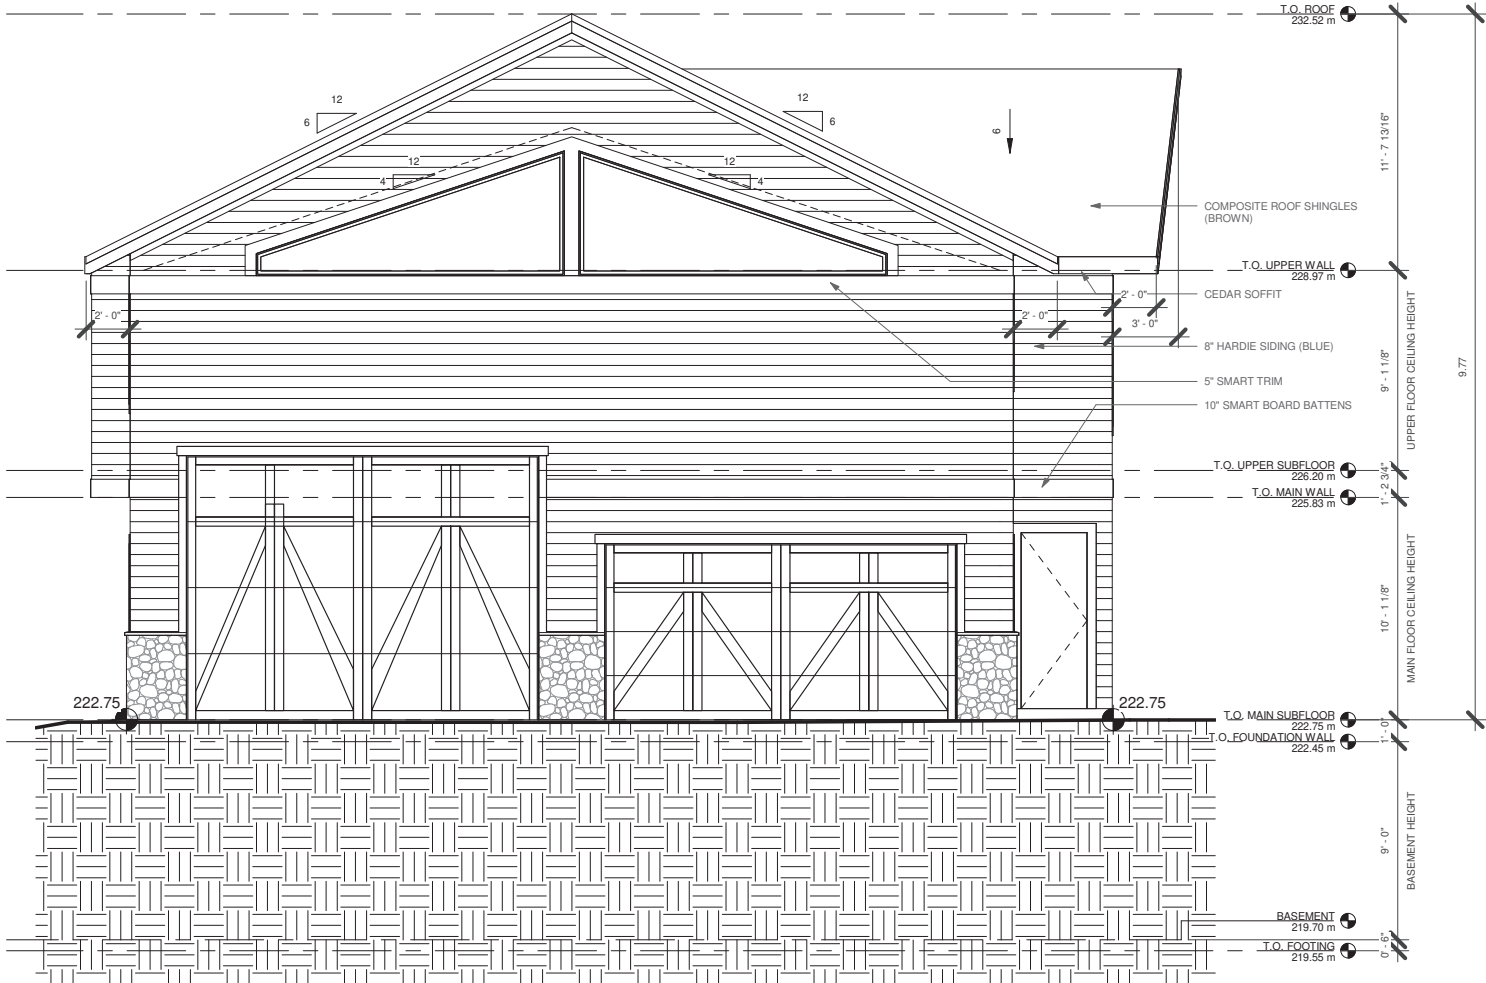 T.O. ROOF
232.52 m
12
6
12
6
6
12
4
12
4
11' - 7 13/16"
COMPOSITE ROOF SHINGLES
(BROWN)
T.O. UPPER WALL
228.97 m
CEDAR SOFFIT
2' - 0"
2' - 0"
2' - 0"
3' - 0"
8" HARDIE SIDING (BLUE)
5" SMART TRIM
10" SMART BOARD BATTENS
9' - 1 1/8"
UPPER FLOOR CEILING HEIGHT
9.77
T.O. UPPER SUBFLOOR
226.20 m
1' - 2 3/4"
T.O. MAIN WALL
225.83 m
10' - 1 1/8"
MAIN FLOOR CEILING HEIGHT
222.75
222.75
T.O. MAIN SUBFLOOR
222.75 m
1' - 0"
T.O. FOUNDATION WALL
222.45 m
9' - 0"
BASEMENT HEIGHT
BASEMENT
219.70 m
0' - 6"
T.O. FOOTING
219.55 m